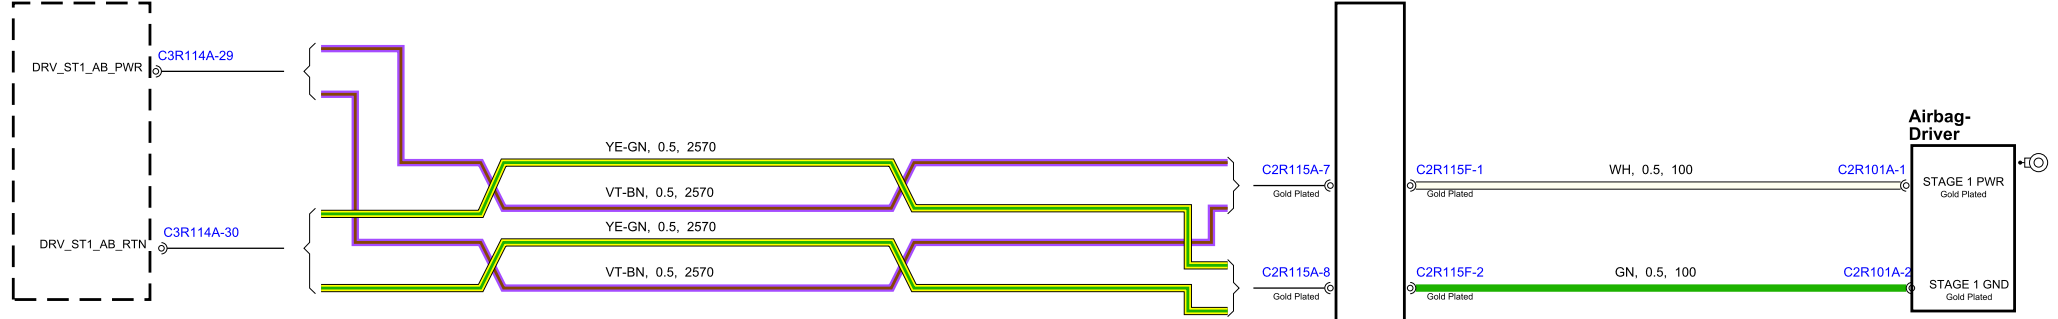 C3R114A-29
DRV_ST1_AB_PWR
Airbag-
Driver
YE-GN, 0.5, 2570
C2R115A-7
Gold Plated
C2R115F-1
Gold Plated
WH, 0.5, 100
C2R101A-1
STAGE 1 PWR
Gold Plated
VT-BN, 0.5, 2570
YE-GN, 0.5, 2570
C3R114A-30
DRV_ST1_AB_RTN
VT-BN, 0.5, 2570
C2R115A-8
Gold Plated
C2R115F-2
Gold Plated
GN, 0.5, 100
C2R101A-2
STAGE 1 GND
Gold Plated